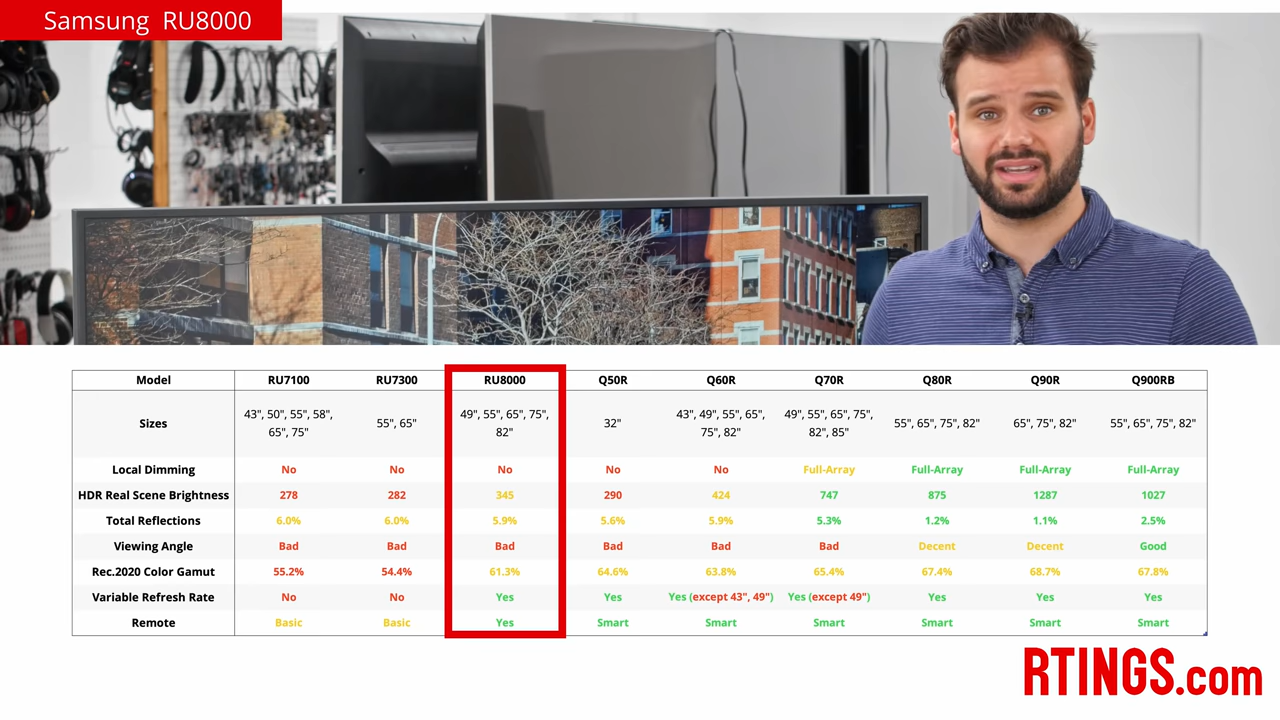 Samsung RU8000
Model RU7100 RU7300 RU8000 Q50R Q60R Q70R Q80R Q90R Q900RB
Sizes 43", 50", 55", 58", 65", 75" 55", 65" 49", 55", 65", 75", 82" 32" 43", 49", 55", 65", 75", 82" 49", 55", 65", 75", 82", 85" 55", 65", 75", 82" 65", 75", 82" 55", 65", 75", 82"
Local Dimming No No No No No Full-Array Full-Array Full-Array Full-Array
HDR Real Scene Brightness 278 282 345 290 424 747 875 1287 1027
Total Reflections 6.0% 6.0% 5.9% 5.6% 5.9% 5.3% 1.2% 1.1% 2.5%
Viewing Angle Bad Bad Bad Bad Bad Bad Decent Decent Good
Rec.2020 Color Gamut 55.2% 54.4% 61.3% 64.6% 63.8% 65.4% 67.4% 68.7% 67.8%
Variable Refresh Rate No No Yes Yes Yes (except 43", 49") Yes (except 49") Yes Yes Yes
Remote Basic Basic Yes Smart Smart Smart Smart Smart Smart
RTINGS.com